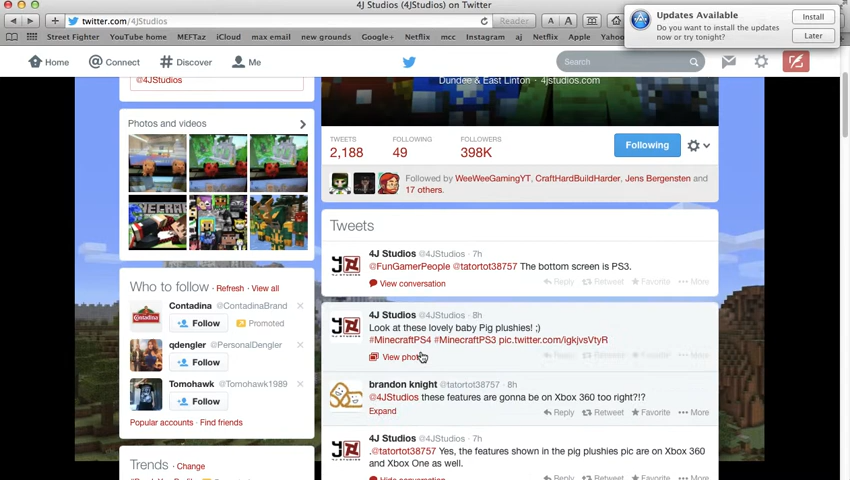 4J Studios (4JStudios) on Twitter
twitter.com/4JStudios
Reader
A A
Street Fighter YouTube home MEFTaz iCloud max email new grounds Google+ Netflix mcc Instagram aj Netflix Amazon Apple Yahoo
Updates Available
Do you want to install the updates
now or try tonight?
Install
Later
Home Connect Discover Me
Search
@4JStudios
Dundee & East Linton · 4jstudios.com
Photos and videos
TWEETS FOLLOWING FOLLOWERS
2,188 49 398K
Following
Followed by WeeWeeGamingYT, CraftHardBuildHarder, Jens Bergensten and
17 others.
Tweets
4J Studios @4JStudios · 7h
@FunGamerPeople @tatortot38757 The bottom screen is PS3.
View conversation
Reply Retweet Favorite More
4J Studios @4JStudios · 8h
Look at these lovely baby Pig plushies! ;)
#MinecraftPS4 #MinecraftPS3 pic.twitter.com/igkjvsVtyR
View photo
Reply Retweet Favorite More
brandon knight @tatortot38757 · 8h
@4JStudios these features are gonna be on Xbox 360 too right?!?
Expand
Reply Retweet Favorite More
4J Studios @4JStudios · 7h
.@tatortot38757 Yes, the features shown in the pig plushies pic are on Xbox 360
and Xbox One as well.
Hide conversation
Reply Retweet Favorite More
Who to follow · Refresh · View all
Contadina @ContadinaBrand
Follow
Promoted
qdengler @PersonalDengler
Follow
Tomohawk @Tomahawk1989
Follow
Popular accounts · Find friends
Trends · Change